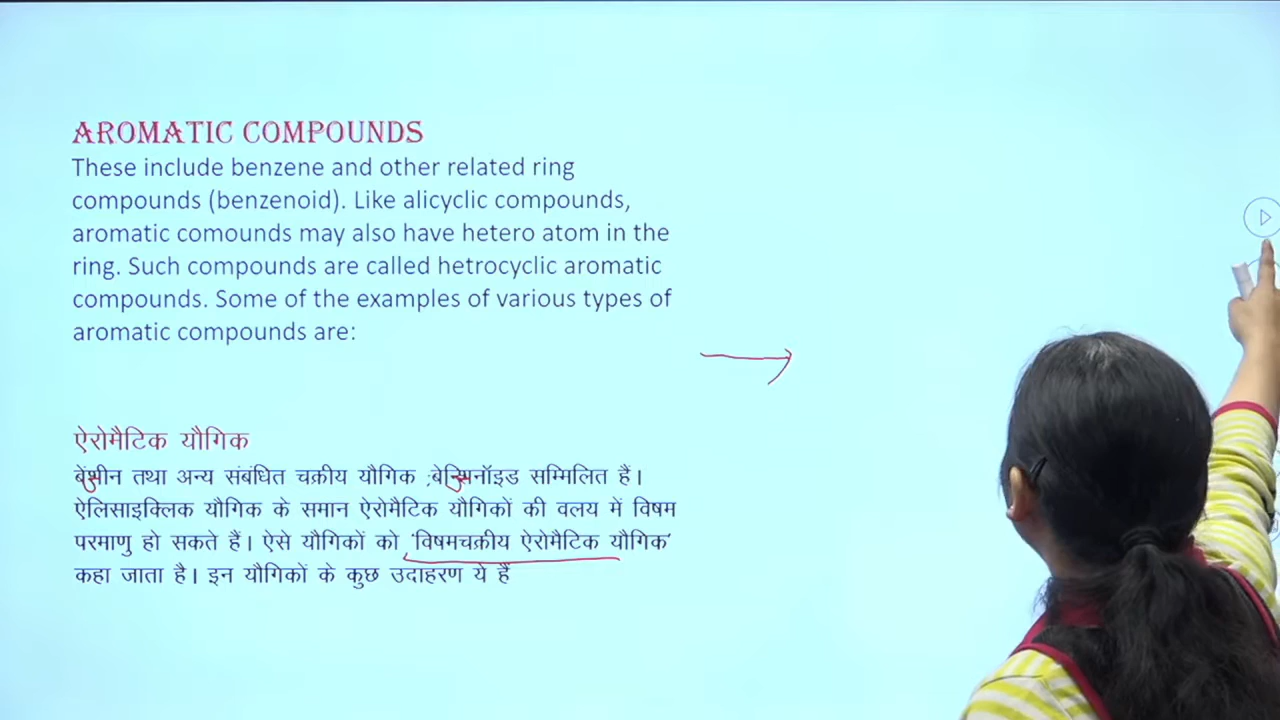 AROMATIC COMPOUNDS
These include benzene and other related ring
compounds (benzenoid). Like alicyclic compounds,
aromatic comounds may also have hetero atom in the
ring. Such compounds are called hetrocyclic aromatic
compounds. Some of the examples of various types of
aromatic compounds are:
ऐरोमैटिक यौगिक
तथा अन्य संबंधित चक्रीय यौगिक सम्मिलित हैं।
ऐलिसाइक्लिक यौगिक के समान ऐरोमैटिक यौगिकों की वलय में विषम
परमाणु हो सकते हैं। ऐसे यौगिकों को 'विषमचक्रीय ऐरोमैटिक यौगिक'
कहा जाता है। इन यौगिकों के कुछ उदाहरण ये हैं